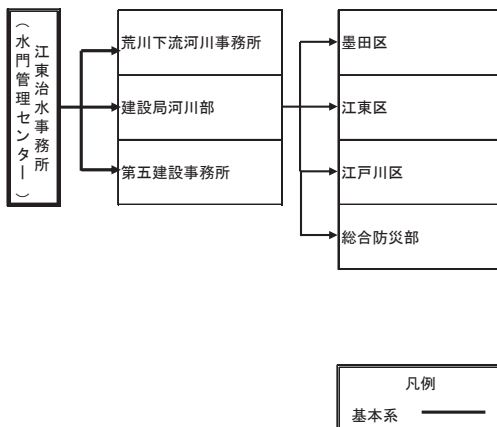 江東治水事務所
（水門管理センター）
荒川下流河川事務所
建設局河川部
第五建設事務所
墨田区
江東区
江戸川区
総合防災部
凡例
基本系